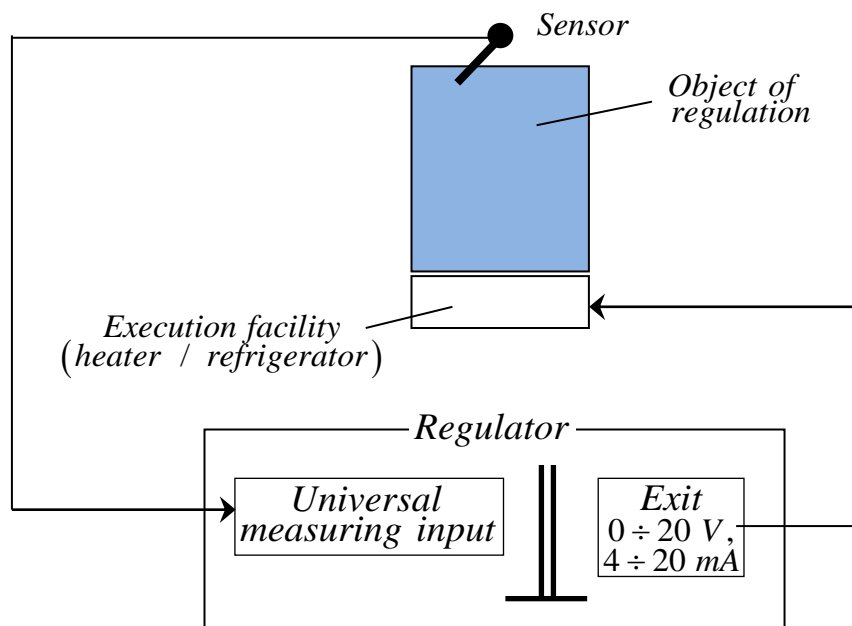 Sensor
Object of
regulation
Execution facility
(heater / refrigerator)
Regulator
Universal
measuring input
Exit
0 ÷ 20 V,
4 ÷ 20 mA